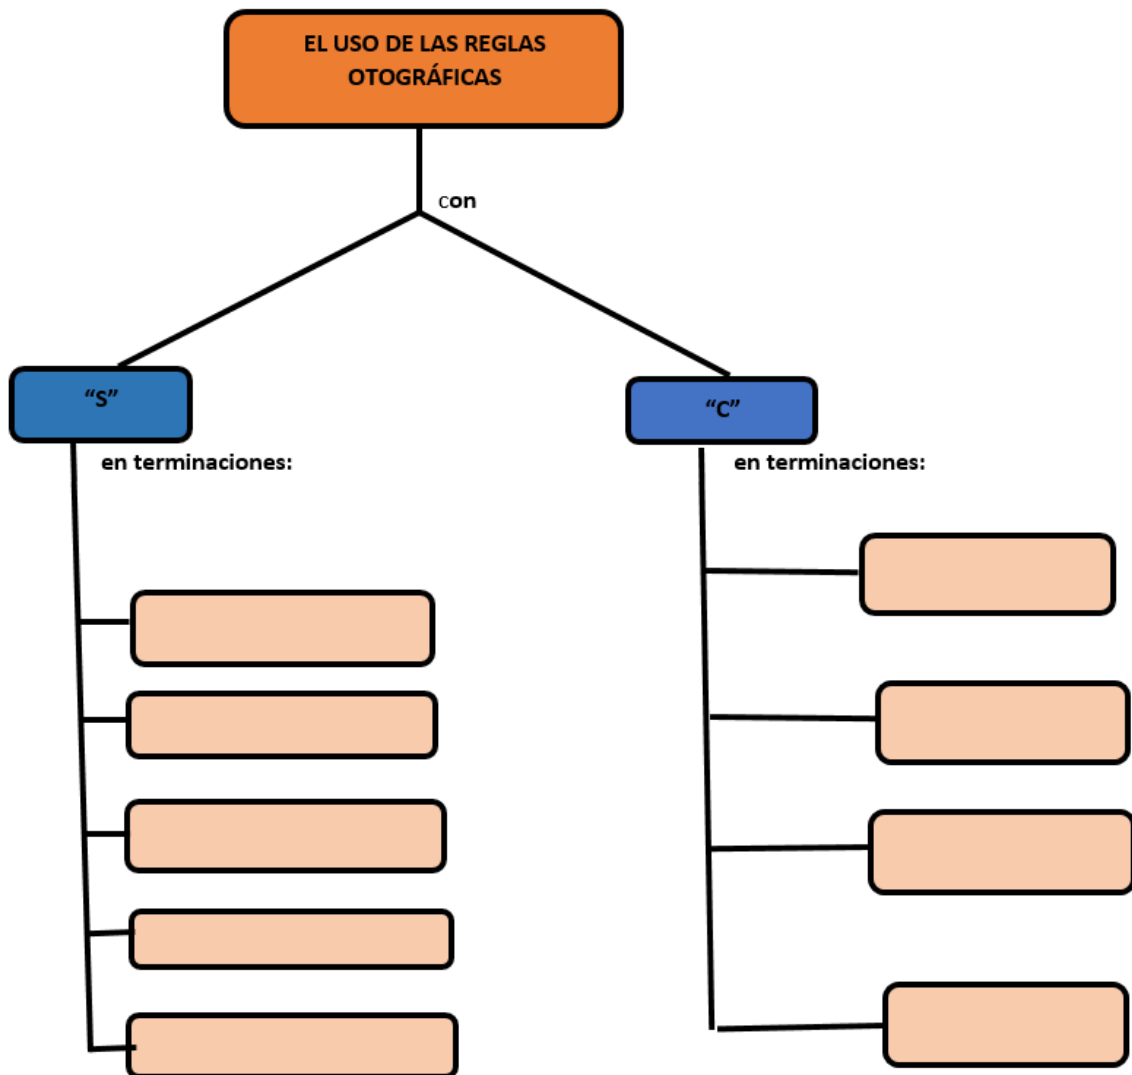 EL USO DE LAS REGLAS
OTOGRÁFICAS
con
“S”
“C”
en terminaciones:
en terminaciones: